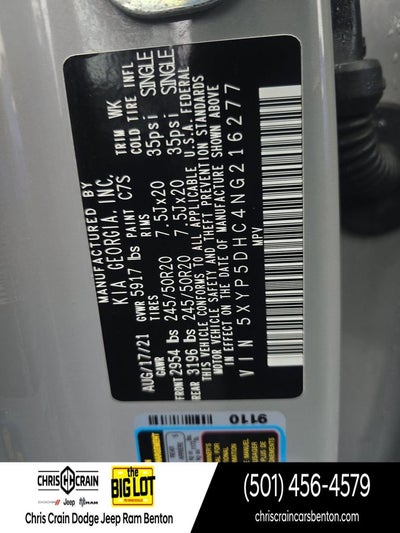 MANUFACTURED BY
KIA GEORGIA, INC.
AUG/17/21 GVWR 5917 lbs PAINT C7S TRIM WK
GAWR TIRES RIMS COLD TIRE INFL
FRONT 2954 lbs 245/50R20 7.5Jx20 35psi SINGLE
REAR 3196 lbs 245/50R20 7.5Jx20 35psi SINGLE
THIS VEHICLE CONFORMS TO ALL APPLICABLE U.S.A. FEDERAL
MOTOR VEHICLE SAFETY AND THEFT PREVENTION STANDARDS
IN EFFECT ON THE DATE OF MANUFACTURE SHOWN ABOVE
VIN 5XYP5DHC4NG216277
MPV
9110
CHRIS CRAIN
DODGE Jeep RAM
the
BIG LOT
Chris Crain Dodge Jeep Ram Benton
(501) 456-4579
chriscraincarsbenton.com